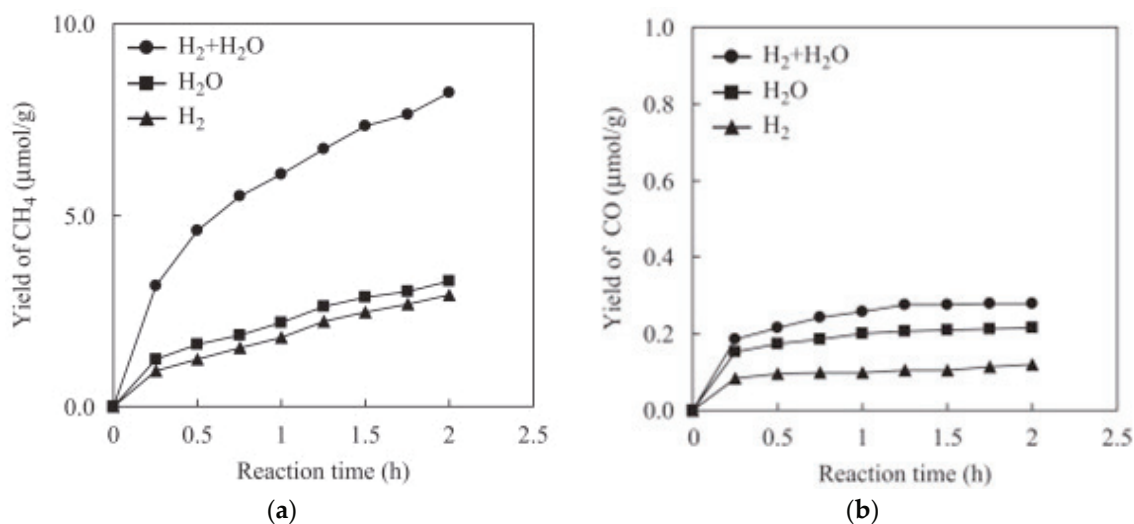 10.0
5.0
0.0
Yield of CH₄ (μmol/g)
H₂+H₂O
H₂O
H₂
0 0.5 1 1.5 2 2.5
Reaction time (h)
(a)
1.0
0.8
0.6
0.4
0.2
0.0
Yield of CO (μmol/g)
H₂+H₂O
H₂O
H₂
0 0.5 1 1.5 2 2.5
Reaction time (h)
(b)